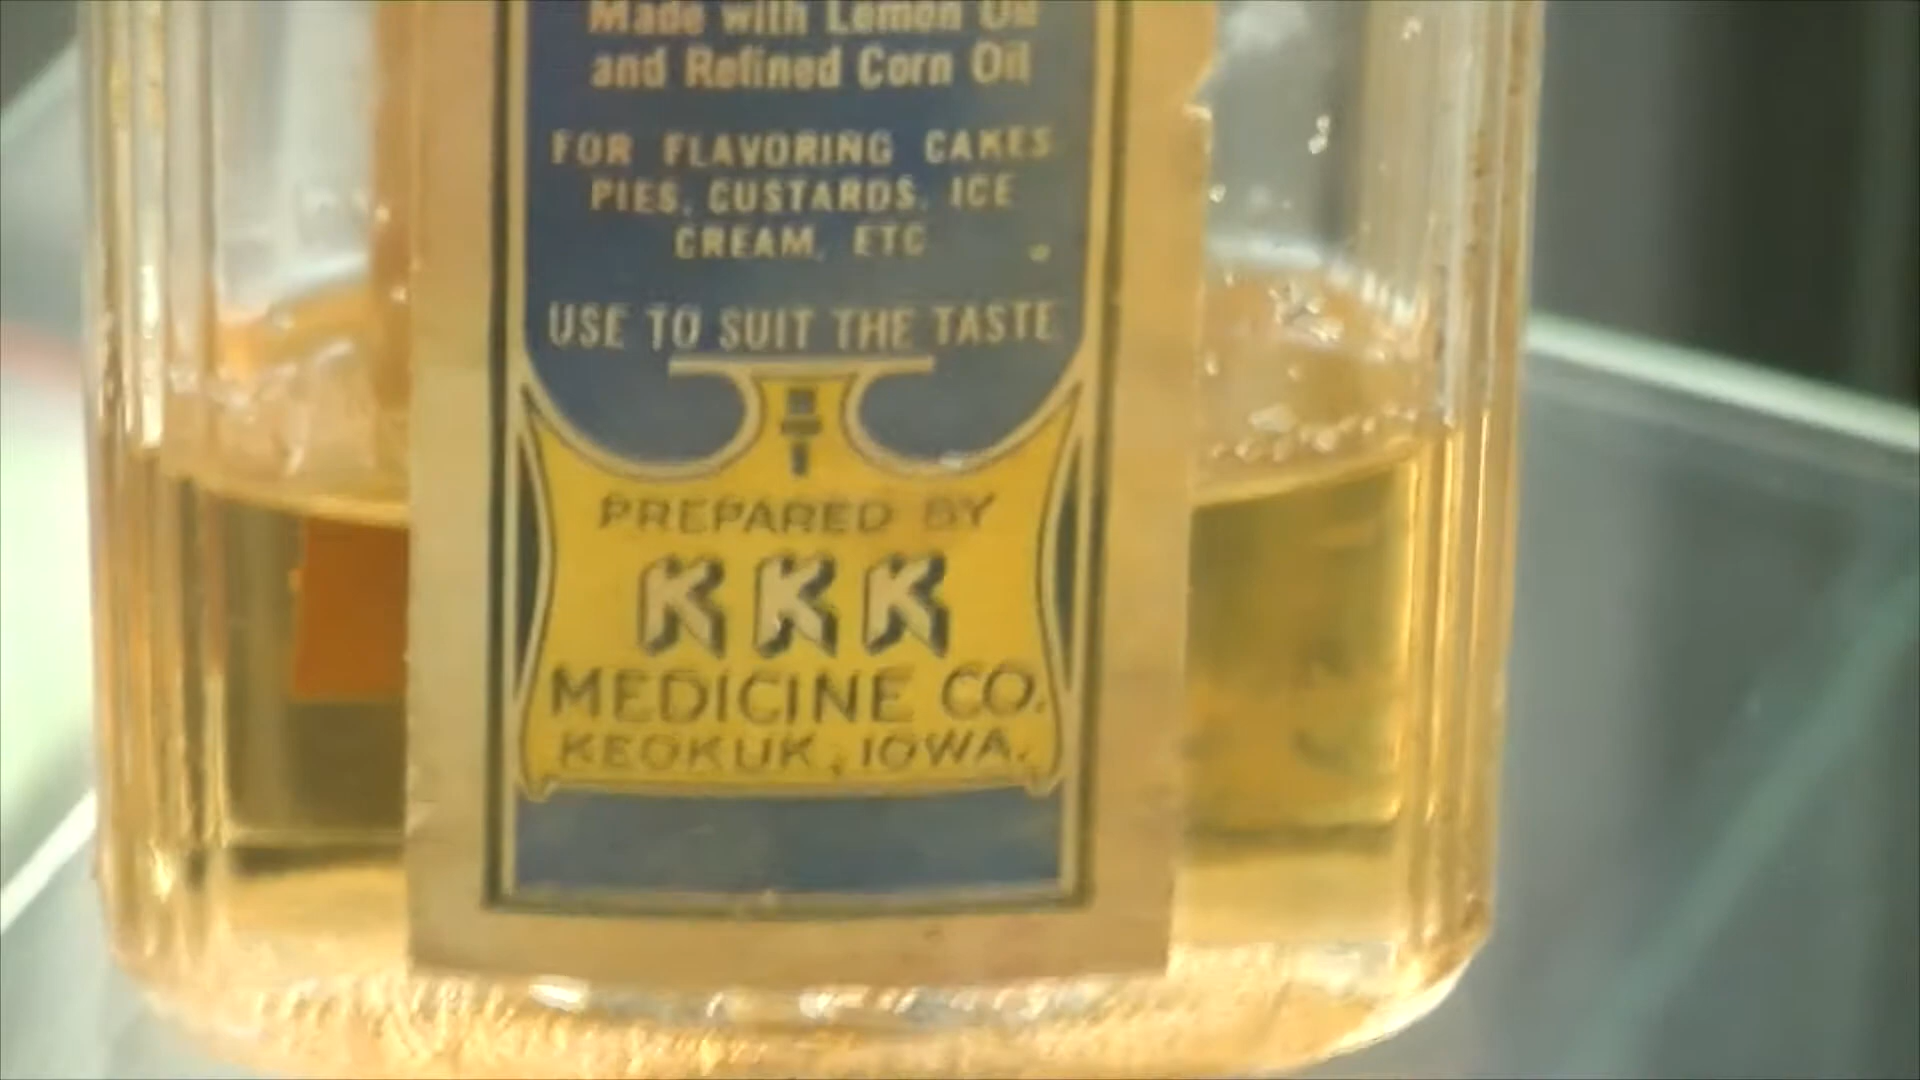 Made with Lemon Oil
and Refined Corn Oil
FOR FLAVORING CAKES
PIES, CUSTARDS, ICE
CREAM, ETC
USE TO SUIT THE TASTE
PREPARED BY
KKK
MEDICINE CO.
KEOKUK, IOWA.